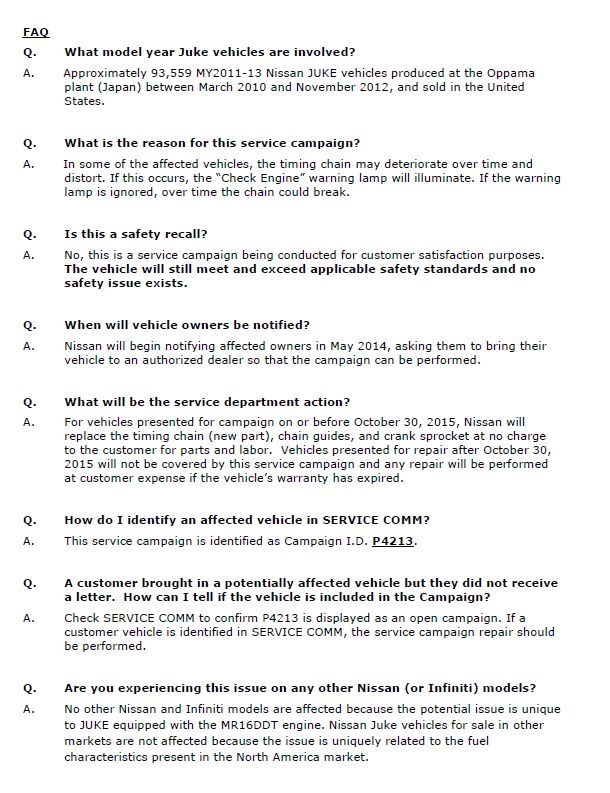 FAQ
Q. What model year Juke vehicles are involved?
A. Approximately 93,559 MY2011-13 Nissan JUKE vehicles produced at the Oppama
plant (Japan) between March 2010 and November 2012, and sold in the United
States.
Q. What is the reason for this service campaign?
A. In some of the affected vehicles, the timing chain may deteriorate over time and
distort. If this occurs, the “Check Engine” warning lamp will illuminate. If the warning
lamp is ignored, over time the chain could break.
Q. Is this a safety recall?
A. No, this is a service campaign being conducted for customer satisfaction purposes.
The vehicle will still meet and exceed applicable safety standards and no
safety issue exists.
Q. When will vehicle owners be notified?
A. Nissan will begin notifying affected owners in May 2014, asking them to bring their
vehicle to an authorized dealer so that the campaign can be performed.
Q. What will be the service department action?
A. For vehicles presented for campaign on or before October 30, 2015, Nissan will
replace the timing chain (new part), chain guides, and crank sprocket at no charge
to the customer for parts and labor. Vehicles presented for repair after October 30,
2015 will not be covered by this service campaign and any repair will be performed
at customer expense if the vehicle’s warranty has expired.
Q. How do I identify an affected vehicle in SERVICE COMM?
A. This service campaign is identified as Campaign I.D. P4213.
Q. A customer brought in a potentially affected vehicle but they did not receive
a letter. How can I tell if the vehicle is included in the Campaign?
A. Check SERVICE COMM to confirm P4213 is displayed as an open campaign. If a
customer vehicle is identified in SERVICE COMM, the service campaign repair should
be performed.
Q. Are you experiencing this issue on any other Nissan (or Infiniti) models?
A. No other Nissan and Infiniti models are affected because the potential issue is unique
to JUKE equipped with the MR16DDT engine. Nissan Juke vehicles for sale in other
markets are not affected because the issue is uniquely related to the fuel
characteristics present in the North America market.